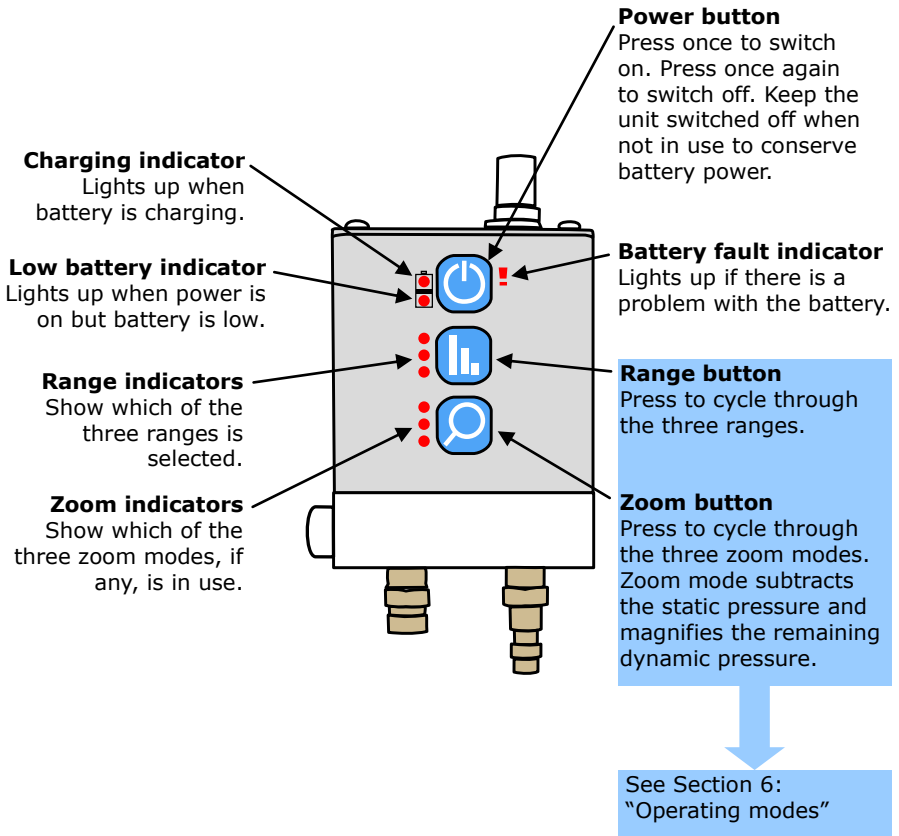 Power button
Press once to switch
on. Press once again
to switch off. Keep the
unit switched off when
not in use to conserve
battery power.
Charging indicator
Lights up when
battery is charging.
Low battery indicator
Lights up when power is
on but battery is low.
Battery fault indicator
Lights up if there is a
problem with the battery.
!
Range indicators
Show which of the
three ranges is
selected.
Range button
Press to cycle through
the three ranges.
Zoom indicators
Show which of the
three zoom modes, if
any, is in use.
Zoom button
Press to cycle through
the three zoom modes.
Zoom mode subtracts
the static pressure and
magnifies the remaining
dynamic pressure.
See Section 6:
“Operating modes”